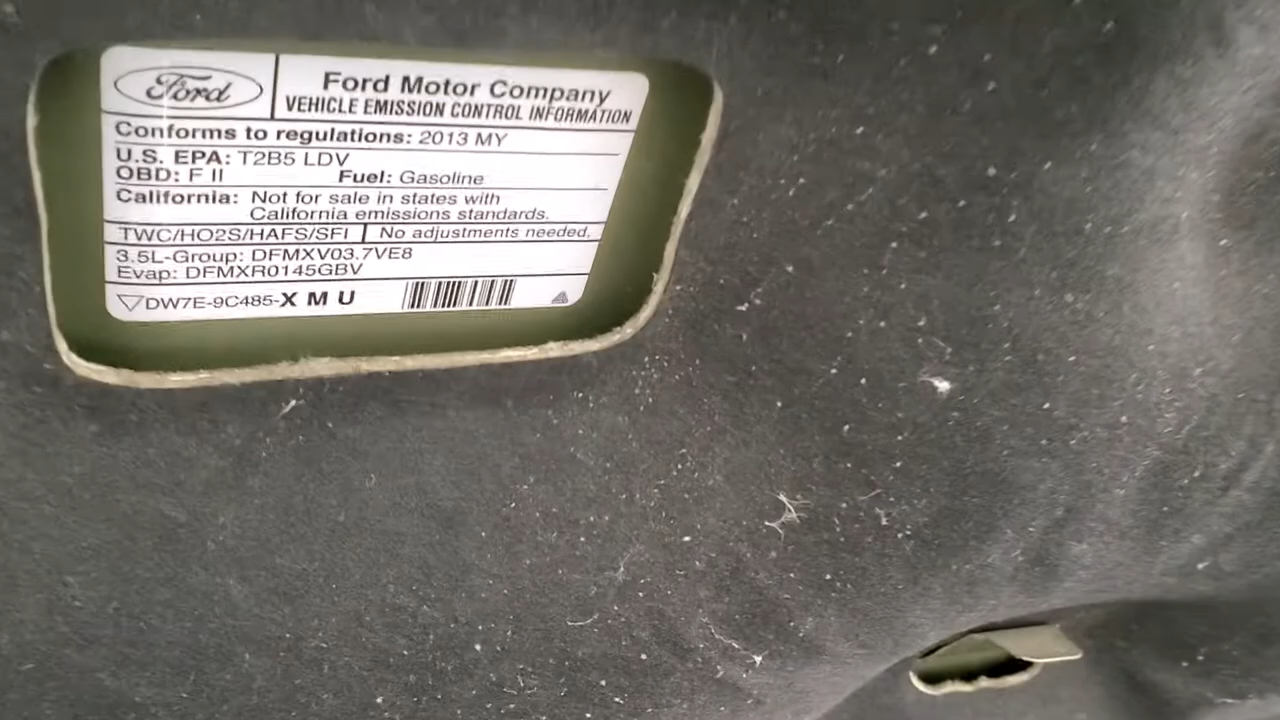 Ford
Ford Motor Company
VEHICLE EMISSION CONTROL INFORMATION
Conforms to regulations: 2013 MY
U.S. EPA: T2B5 LDV
OBD: F II Fuel: Gasoline
California: Not for sale in states with
California emissions standards.
TWC/HO2S/HAFS/SFI No adjustments needed.
3.5L-Group: DFMXV03.7VE8
Evap: DFMXR0145GBV
DW7E-9C485-X M U